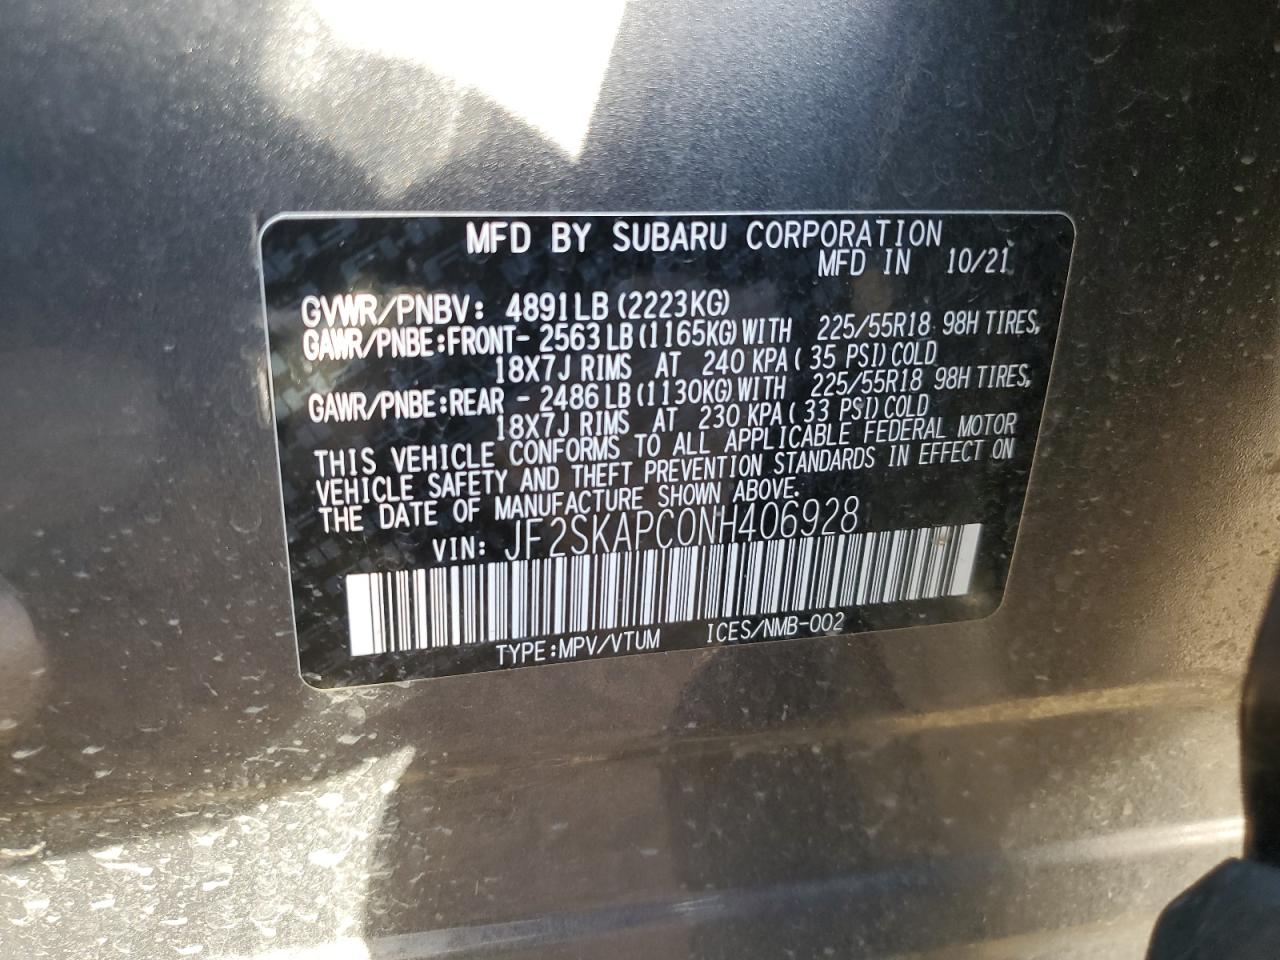 MFD BY SUBARU CORPORATION
MFD IN 10/21
GVWR/PNBV: 4891LB (2223KG)
GAWR/PNBE:FRONT- 2563LB (1165KG) WITH 225/55R18 98H TIRES,
18X7J RIMS AT 240 KPA( 35 PSI)COLD
GAWR/PNBE:REAR - 2486LB (1130KG) WITH 225/55R18 98H TIRES,
18X7J RIMS AT 230 KPA( 33 PSI)COLD
THIS VEHICLE CONFORMS TO ALL APPLICABLE FEDERAL MOTOR
VEHICLE SAFETY AND THEFT PREVENTION STANDARDS IN EFFECT ON
THE DATE OF MANUFACTURE SHOWN ABOVE.
VIN: JF2SKAPC0NH406928
TYPE:MPV/VTUM ICES/NMB-002